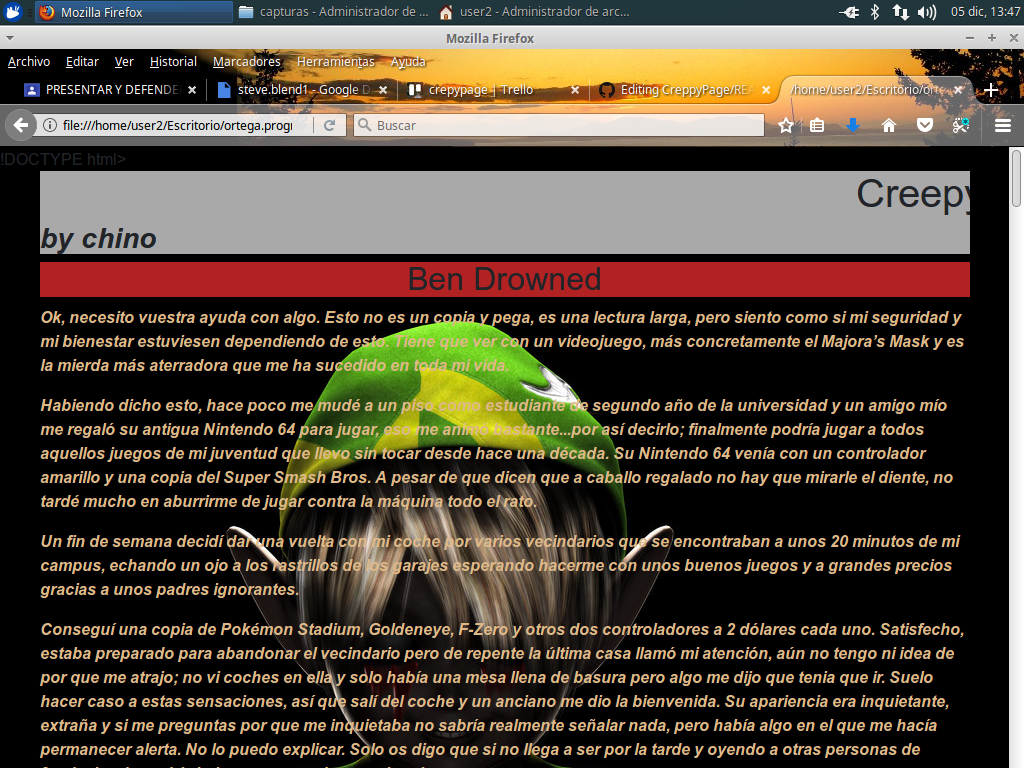 Mozilla Firefox
capturas - Administrador de ...
user2 - Administrador de arc...
05 dic, 13:47
Mozilla Firefox
Archivo Editar Ver Historial Marcadores Herramientas Ayuda
PRESENTAR Y DEFENDE
steve.blend1 - Google D
crepypage | Trello
Editing CreppyPage/REA
/home/user2/Escritorio/orte
file:///home/user2/Escritorio/ortega.progr
Buscar
!DOCTYPE html>
Creepy
by chino
Ben Drowned
Ok, necesito vuestra ayuda con algo. Esto no es un copia y pega, es una lectura larga, pero siento como si mi seguridad y
mi bienestar estuviesen dependiendo de esto. Tiene que ver con un videojuego, más concretamente el Majora's Mask y es
la mierda más aterradora que me ha sucedido en toda mi vida.
Habiendo dicho esto, hace poco me mudé a un piso como estudiante de segundo año de la universidad y un amigo mío
me regaló su antigua Nintendo 64 para jugar, eso me animó bastante...por así decirlo; finalmente podría jugar a todos
aquellos juegos de mi juventud que llevo sin tocar desde hace una década. Su Nintendo 64 venía con un controlador
amarillo y una copia del Super Smash Bros. A pesar de que dicen que a caballo regalado no hay que mirarle el diente, no
tardé mucho en aburrirme de jugar contra la máquina todo el rato.
Un fin de semana decidí dar una vuelta con mi coche por varios vecindarios que se encontraban a unos 20 minutos de mi
campus, echando un ojo a los rastrillos de los garajes esperando hacerme con unos buenos juegos y a grandes precios
gracias a unos padres ignorantes.
Conseguí una copia de Pokémon Stadium, Goldeneye, F-Zero y otros dos controladores a 2 dólares cada uno. Satisfecho,
estaba preparado para abandonar el vecindario pero de repente la última casa llamó mi atención, aún no tengo ni idea de
por que me atrajo; no vi coches en ella y solo había una mesa llena de basura pero algo me dijo que tenia que ir. Suelo
hacer caso a estas sensaciones, así que salí del coche y un anciano me dio la bienvenida. Su apariencia era inquietante,
extraña y si me preguntas por que me inquietaba no sabría realmente señalar nada, pero había algo en el que me hacía
permanecer alerta. No lo puedo explicar. Solo os digo que si no llega a ser por la tarde y oyendo a otras personas de